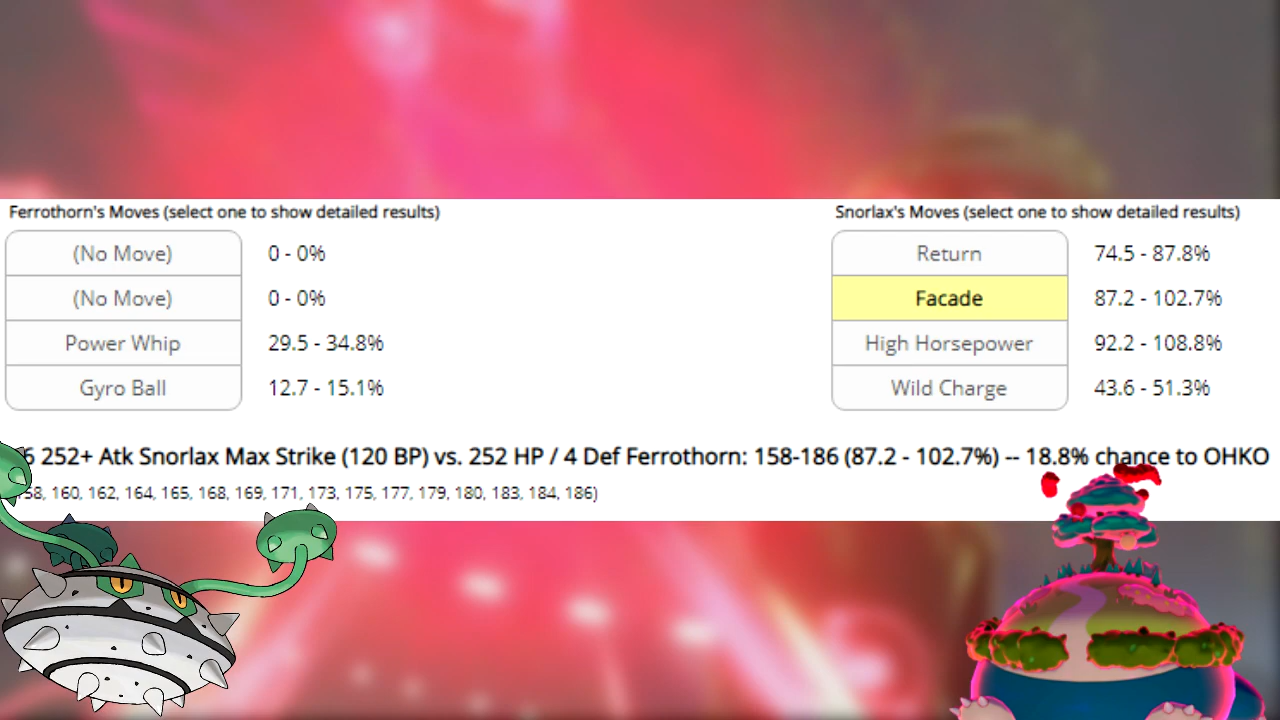 Ferrothorn's Moves (select one to show detailed results)
(No Move) 0 - 0%
(No Move) 0 - 0%
Power Whip 29.5 - 34.8%
Gyro Ball 12.7 - 15.1%
Snorlax's Moves (select one to show detailed results)
Return 74.5 - 87.8%
Facade 87.2 - 102.7%
High Horsepower 92.2 - 108.8%
Wild Charge 43.6 - 51.3%
6 252+ Atk Snorlax Max Strike (120 BP) vs. 252 HP / 4 Def Ferrothorn: 158-186 (87.2 - 102.7%) -- 18.8% chance to OHKO
58, 160, 162, 164, 165, 168, 169, 171, 173, 175, 177, 179, 180, 183, 184, 186)